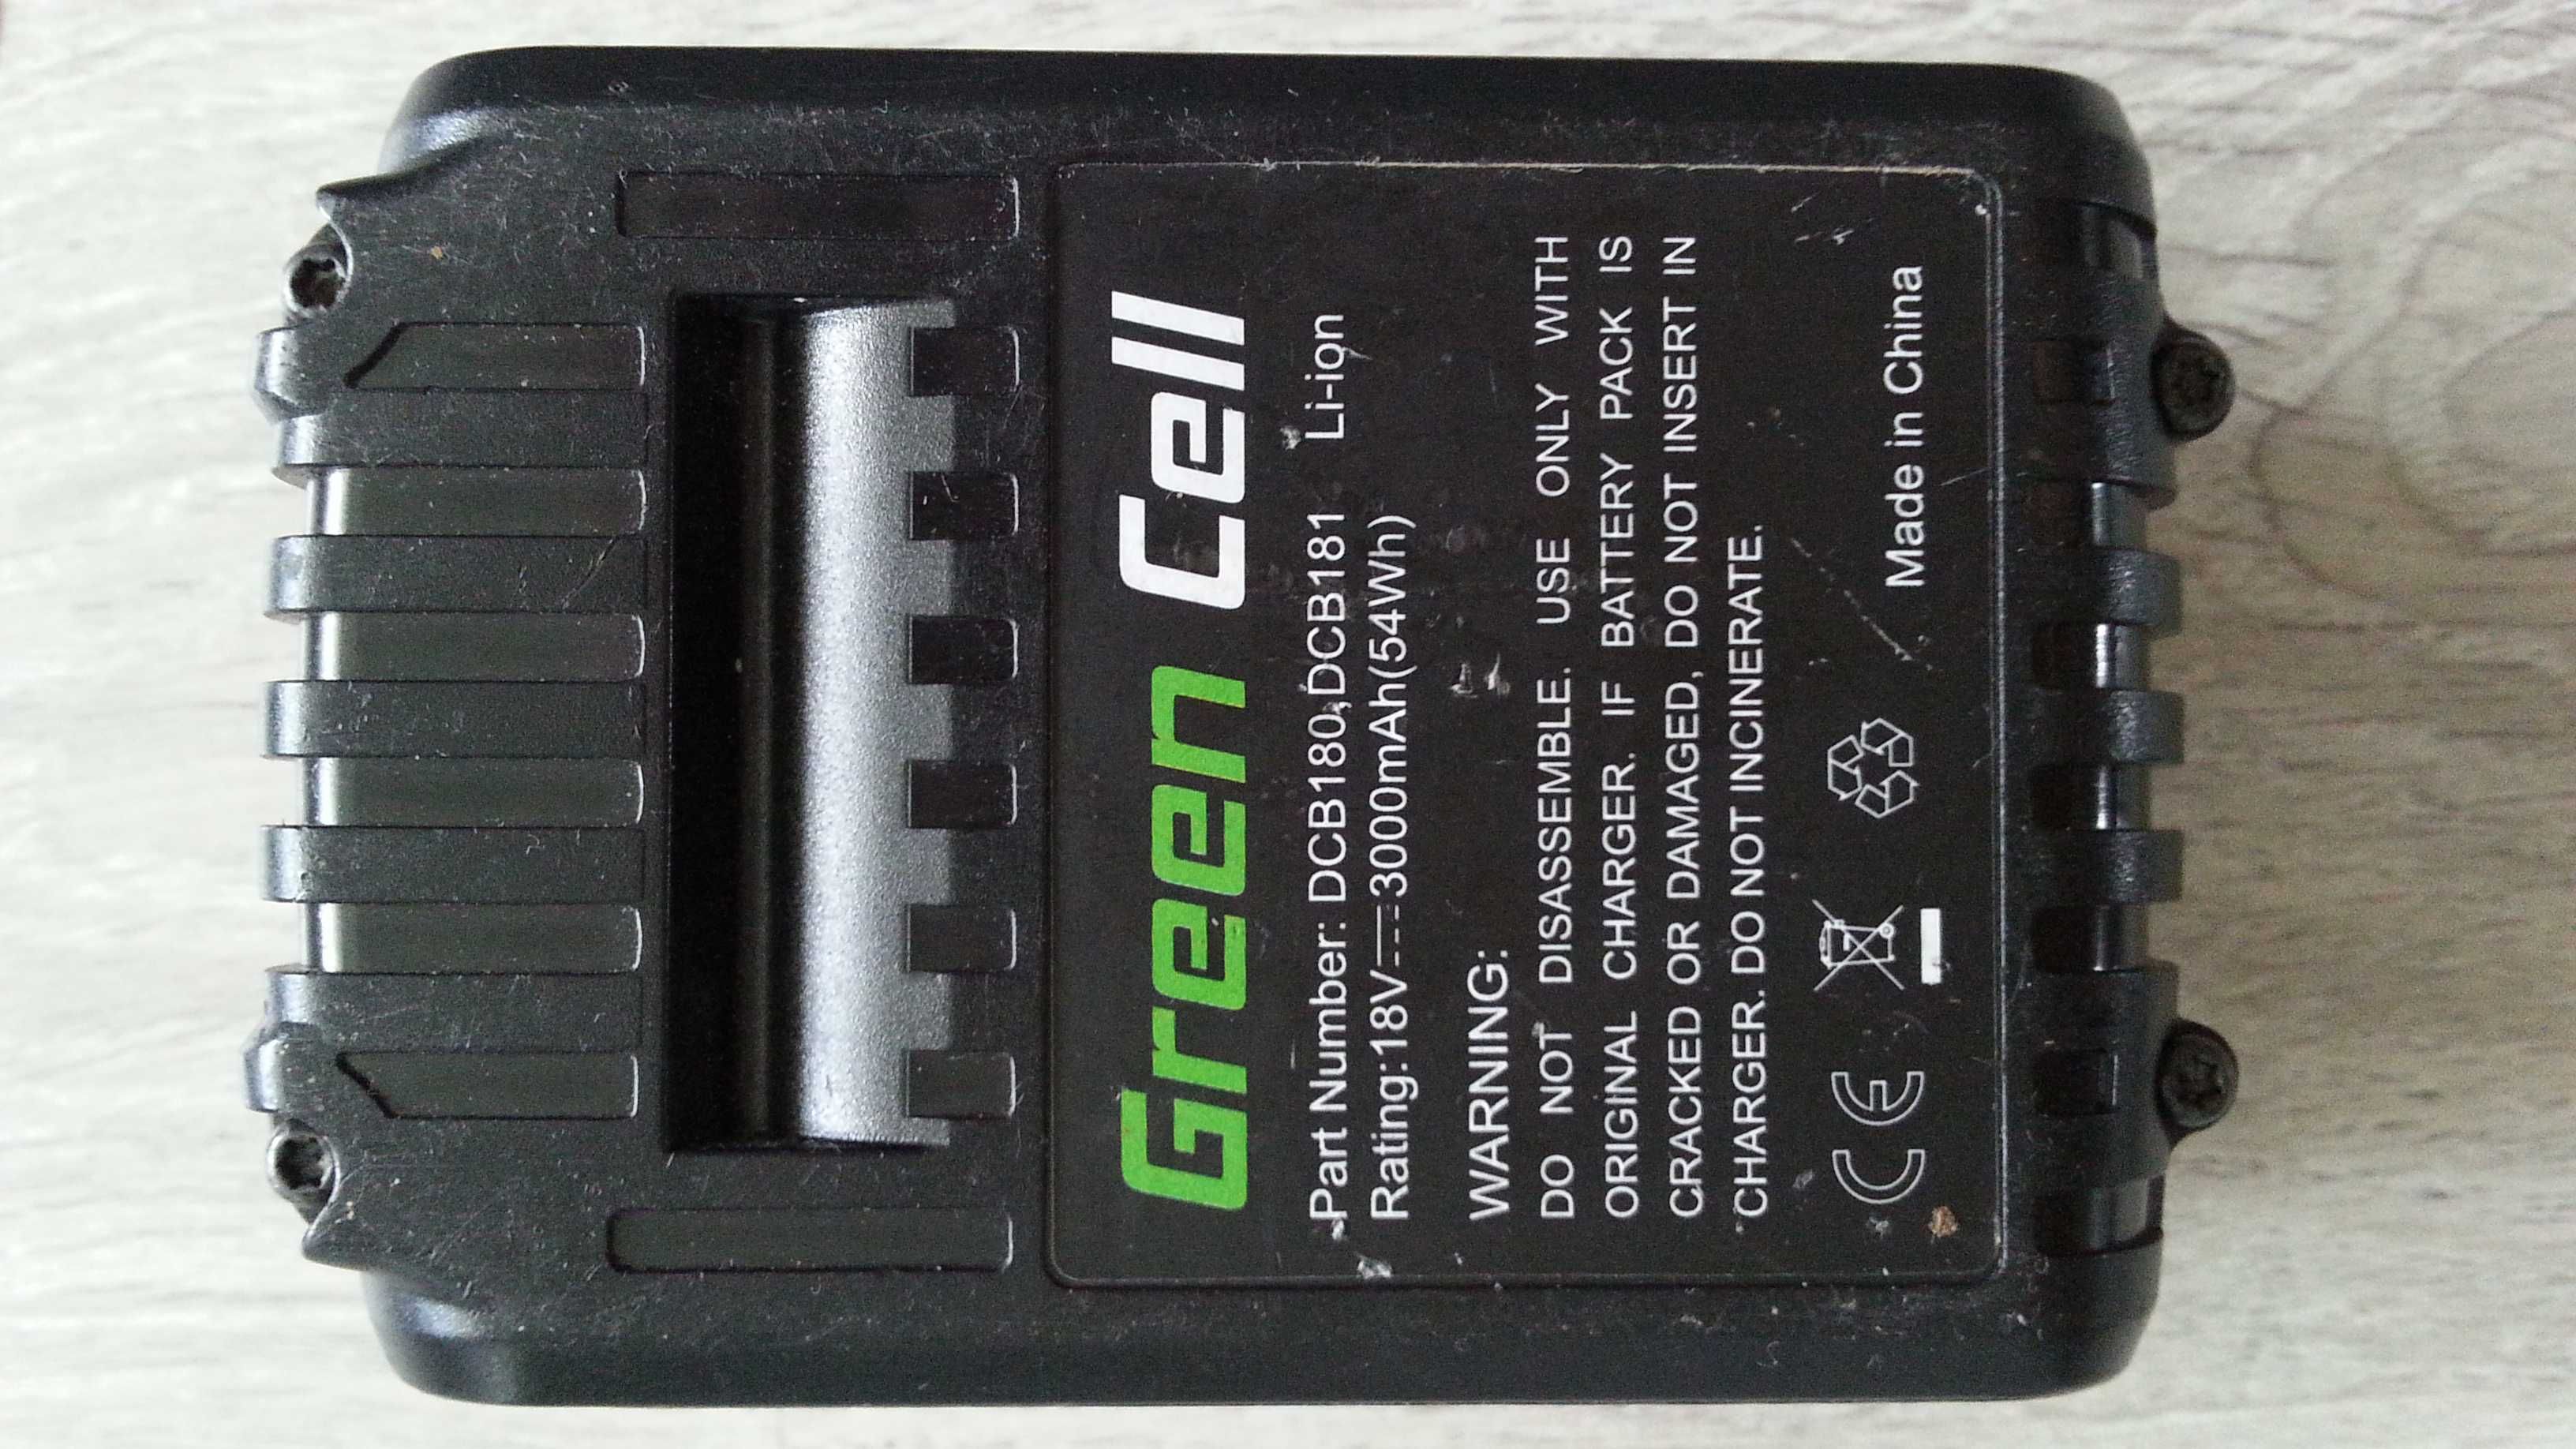 Green Cell
Part Number: DCB180,DCB181 Li-ion
Rating:18V⎓3000mAh(54Wh)
WARNING:
DO NOT DISASSEMBLE. USE ONLY WITH
ORIGINAL CHARGER. IF BATTERY PACK IS
CRACKED OR DAMAGED, DO NOT INSERT IN
CHARGER. DO NOT INCINERATE.
CE
Made in China